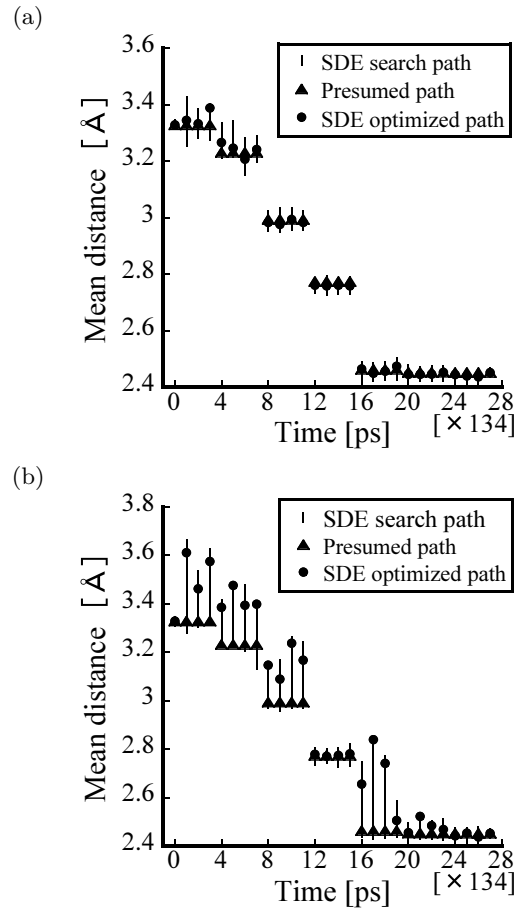 (a)
Mean distance [Å]
3.6
3.4
3.2
3
2.8
2.6
2.4
SDE search path
Presumed path
SDE optimized path
0 4 8 12 16 20 24 28
Time [ps]
[×134]
(b)
Mean distance [Å]
3.8
3.6
3.4
3.2
3
2.8
2.6
2.4
SDE search path
Presumed path
SDE optimized path
0 4 8 12 16 20 24 28
Time [ps]
[×134]